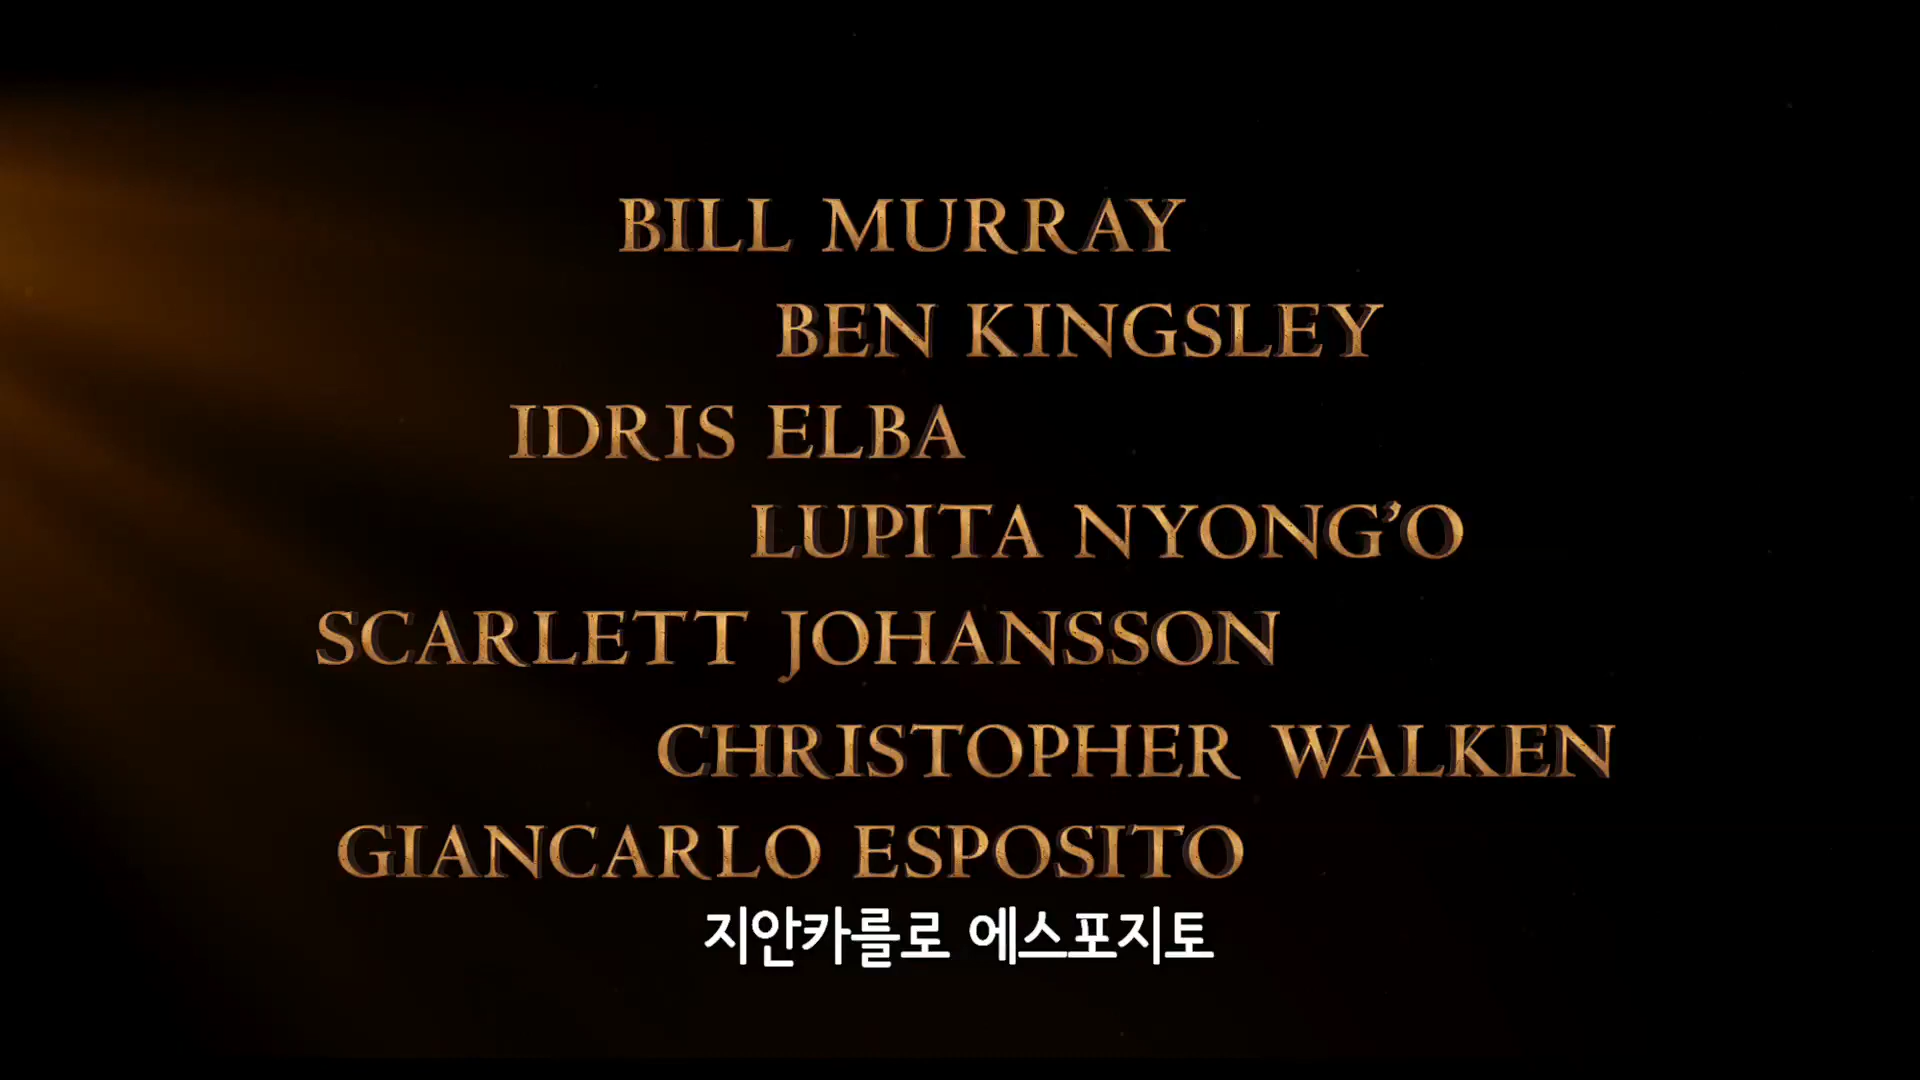 BILL MURRAY
BEN KINGSLEY
IDRIS ELBA
LUPITA NYONG’O
SCARLETT JOHANSSON
CHRISTOPHER WALKEN
GIANCARLO ESPOSITO
지안카를로 에스포지토